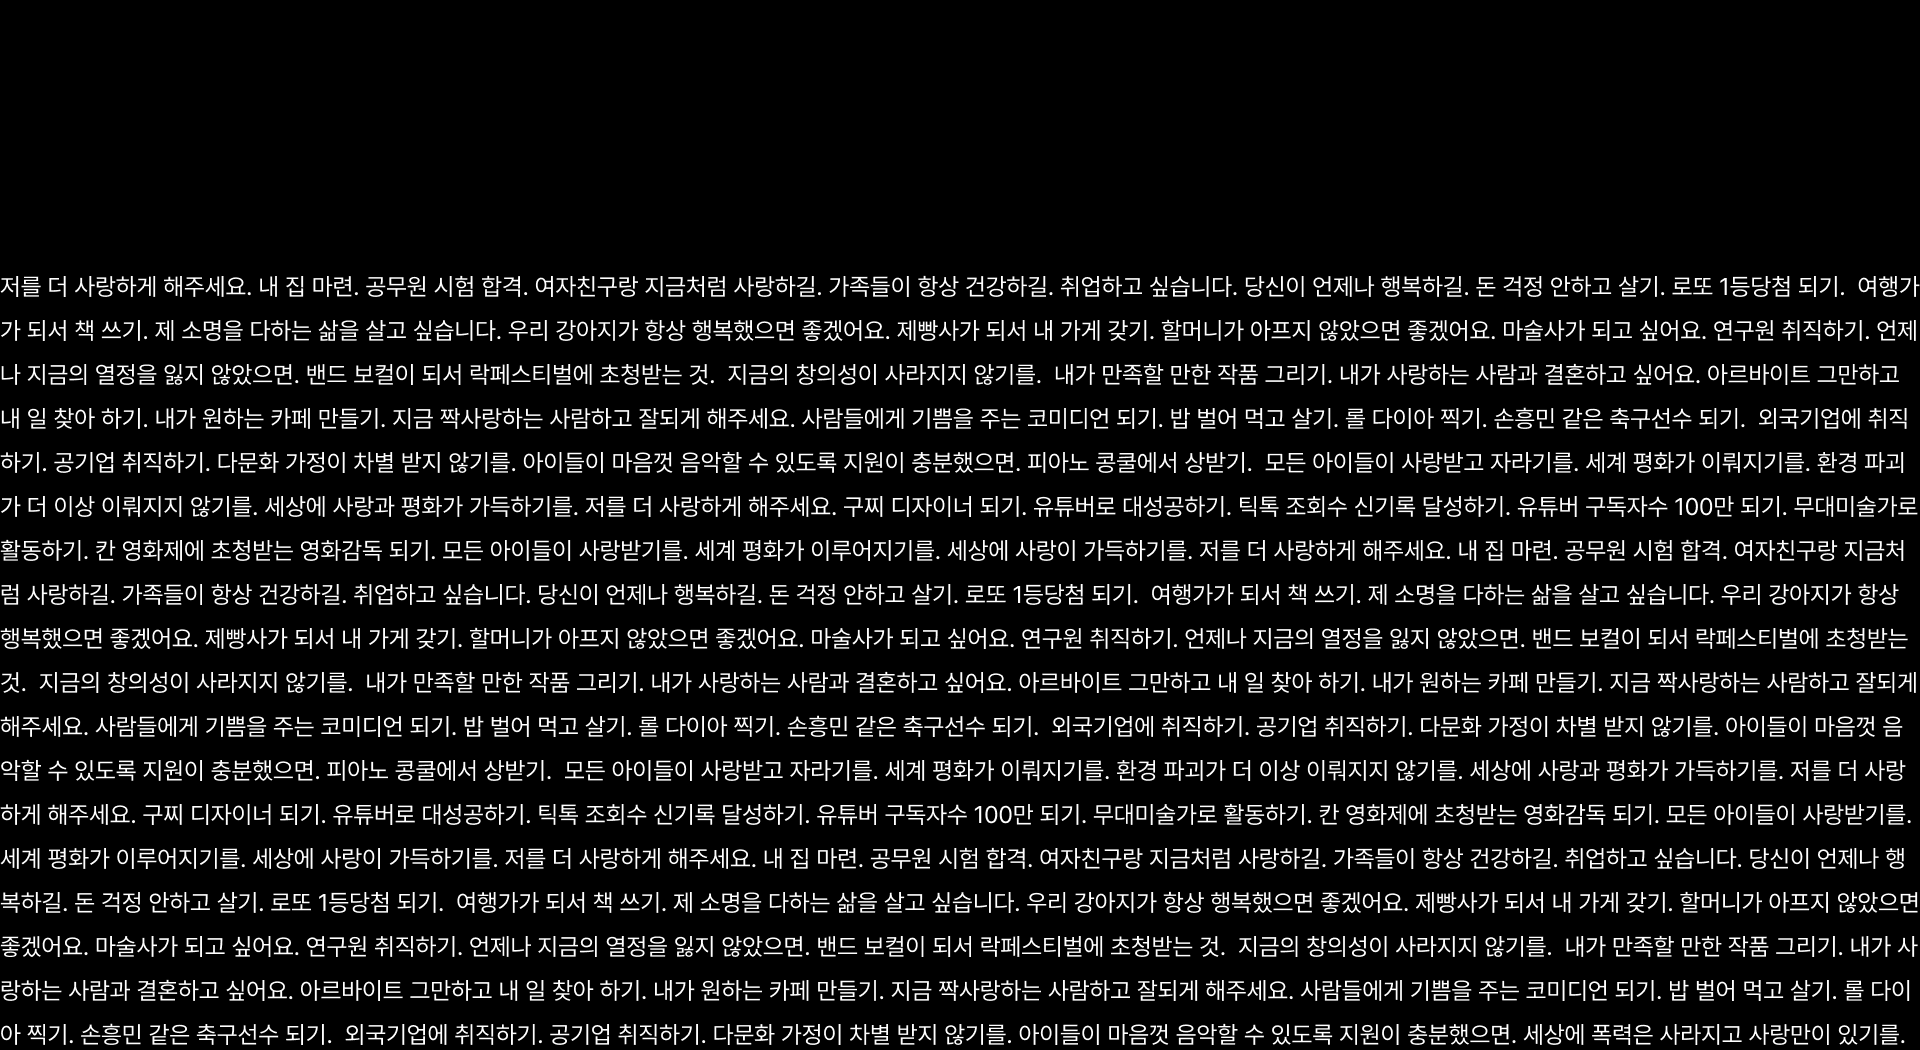 저를 더 사랑하게 해주세요. 내 집 마련. 공무원 시험 합격. 여자친구랑 지금처럼 사랑하길. 가족들이 항상 건강하길. 취업하고 싶습니다. 당신이 언제나 행복하길. 돈 걱정 안하고 살기. 로또 1등당첨 되기.  여행가
가 되서 책 쓰기. 제 소명을 다하는 삶을 살고 싶습니다. 우리 강아지가 항상 행복했으면 좋겠어요. 제빵사가 되서 내 가게 갖기. 할머니가 아프지 않았으면 좋겠어요. 마술사가 되고 싶어요. 연구원 취직하기. 언제
나 지금의 열정을 잃지 않았으면. 밴드 보컬이 되서 락페스티벌에 초청받는 것.  지금의 창의성이 사라지지 않기를.  내가 만족할 만한 작품 그리기. 내가 사랑하는 사람과 결혼하고 싶어요. 아르바이트 그만하고
내 일 찾아 하기. 내가 원하는 카페 만들기. 지금 짝사랑하는 사람하고 잘되게 해주세요. 사람들에게 기쁨을 주는 코미디언 되기. 밥 벌어 먹고 살기. 롤 다이아 찍기. 손흥민 같은 축구선수 되기.  외국기업에 취직
하기. 공기업 취직하기. 다문화 가정이 차별 받지 않기를. 아이들이 마음껏 음악할 수 있도록 지원이 충분했으면. 피아노 콩쿨에서 상받기.  모든 아이들이 사랑받고 자라기를. 세계 평화가 이뤄지기를. 환경 파괴
가 더 이상 이뤄지지 않기를. 세상에 사랑과 평화가 가득하기를. 저를 더 사랑하게 해주세요. 구찌 디자이너 되기. 유튜버로 대성공하기. 틱톡 조회수 신기록 달성하기. 유튜버 구독자수 100만 되기. 무대미술가로
활동하기. 칸 영화제에 초청받는 영화감독 되기. 모든 아이들이 사랑받기를. 세계 평화가 이루어지기를. 세상에 사랑이 가득하기를. 저를 더 사랑하게 해주세요. 내 집 마련. 공무원 시험 합격. 여자친구랑 지금처
럼 사랑하길. 가족들이 항상 건강하길. 취업하고 싶습니다. 당신이 언제나 행복하길. 돈 걱정 안하고 살기. 로또 1등당첨 되기.  여행가가 되서 책 쓰기. 제 소명을 다하는 삶을 살고 싶습니다. 우리 강아지가 항상
행복했으면 좋겠어요. 제빵사가 되서 내 가게 갖기. 할머니가 아프지 않았으면 좋겠어요. 마술사가 되고 싶어요. 연구원 취직하기. 언제나 지금의 열정을 잃지 않았으면. 밴드 보컬이 되서 락페스티벌에 초청받는
것.  지금의 창의성이 사라지지 않기를.  내가 만족할 만한 작품 그리기. 내가 사랑하는 사람과 결혼하고 싶어요. 아르바이트 그만하고 내 일 찾아 하기. 내가 원하는 카페 만들기. 지금 짝사랑하는 사람하고 잘되게
해주세요. 사람들에게 기쁨을 주는 코미디언 되기. 밥 벌어 먹고 살기. 롤 다이아 찍기. 손흥민 같은 축구선수 되기.  외국기업에 취직하기. 공기업 취직하기. 다문화 가정이 차별 받지 않기를. 아이들이 마음껏 음
악할 수 있도록 지원이 충분했으면. 피아노 콩쿨에서 상받기.  모든 아이들이 사랑받고 자라기를. 세계 평화가 이뤄지기를. 환경 파괴가 더 이상 이뤄지지 않기를. 세상에 사랑과 평화가 가득하기를. 저를 더 사랑
하게 해주세요. 구찌 디자이너 되기. 유튜버로 대성공하기. 틱톡 조회수 신기록 달성하기. 유튜버 구독자수 100만 되기. 무대미술가로 활동하기. 칸 영화제에 초청받는 영화감독 되기. 모든 아이들이 사랑받기를.
세계 평화가 이루어지기를. 세상에 사랑이 가득하기를. 저를 더 사랑하게 해주세요. 내 집 마련. 공무원 시험 합격. 여자친구랑 지금처럼 사랑하길. 가족들이 항상 건강하길. 취업하고 싶습니다. 당신이 언제나 행
복하길. 돈 걱정 안하고 살기. 로또 1등당첨 되기.  여행가가 되서 책 쓰기. 제 소명을 다하는 삶을 살고 싶습니다. 우리 강아지가 항상 행복했으면 좋겠어요. 제빵사가 되서 내 가게 갖기. 할머니가 아프지 않았으면
좋겠어요. 마술사가 되고 싶어요. 연구원 취직하기. 언제나 지금의 열정을 잃지 않았으면. 밴드 보컬이 되서 락페스티벌에 초청받는 것.  지금의 창의성이 사라지지 않기를.  내가 만족할 만한 작품 그리기. 내가 사
랑하는 사람과 결혼하고 싶어요. 아르바이트 그만하고 내 일 찾아 하기. 내가 원하는 카페 만들기. 지금 짝사랑하는 사람하고 잘되게 해주세요. 사람들에게 기쁨을 주는 코미디언 되기. 밥 벌어 먹고 살기. 롤 다이
아 찍기. 손흥민 같은 축구선수 되기.  외국기업에 취직하기. 공기업 취직하기. 다문화 가정이 차별 받지 않기를. 아이들이 마음껏 음악할 수 있도록 지원이 충분했으면. 세상에 폭력은 사라지고 사랑만이 있기를.